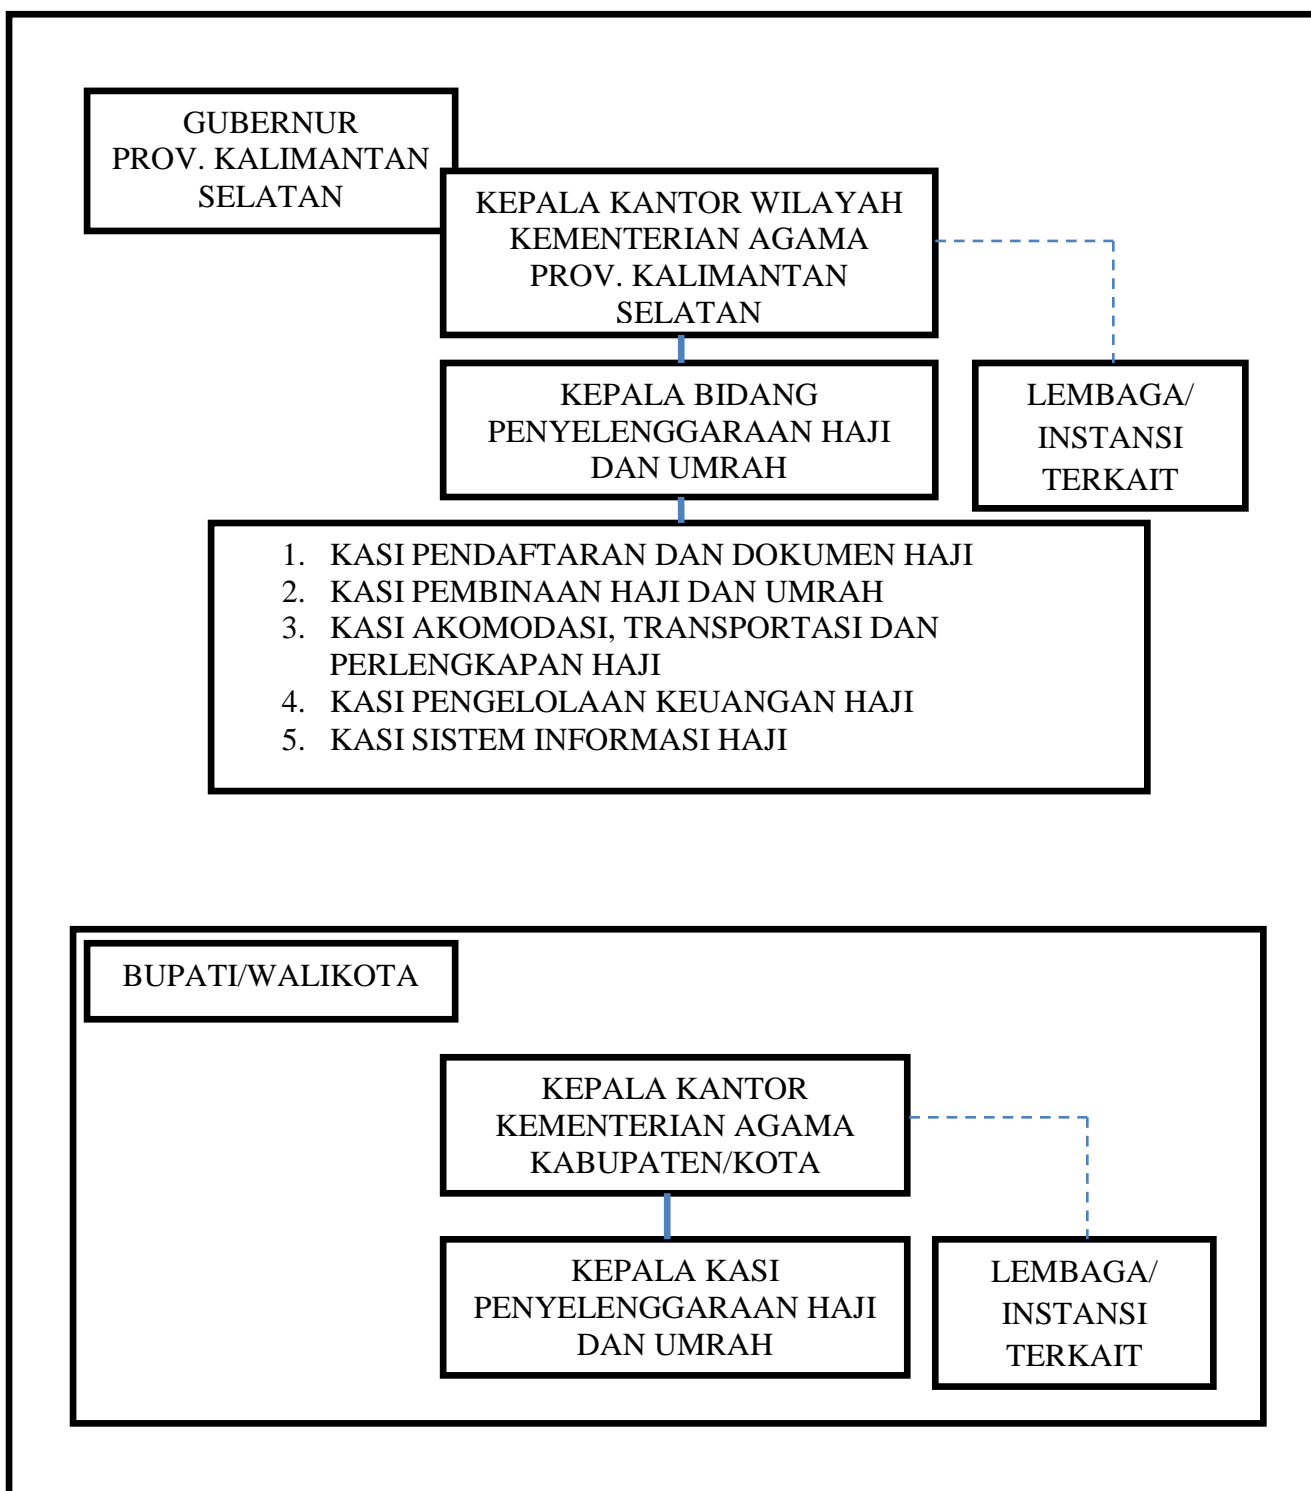 GUBERNUR
PROV. KALIMANTAN
SELATAN
KEPALA KANTOR WILAYAH
KEMENTERIAN AGAMA
PROV. KALIMANTAN
SELATAN
KEPALA BIDANG
PENYELENGGARAAN HAJI
DAN UMRAH
LEMBAGA/
INSTANSI
TERKAIT
1. KASI PENDAFTARAN DAN DOKUMEN HAJI
2. KASI PEMBINAAN HAJI DAN UMRAH
3. KASI AKOMODASI, TRANSPORTASI DAN
PERLENGKAPAN HAJI
4. KASI PENGELOLAAN KEUANGAN HAJI
5. KASI SISTEM INFORMASI HAJI
BUPATI/WALIKOTA
KEPALA KANTOR
KEMENTERIAN AGAMA
KABUPATEN/KOTA
KEPALA KASI
PENYELENGGARAAN HAJI
DAN UMRAH
LEMBAGA/
INSTANSI
TERKAIT